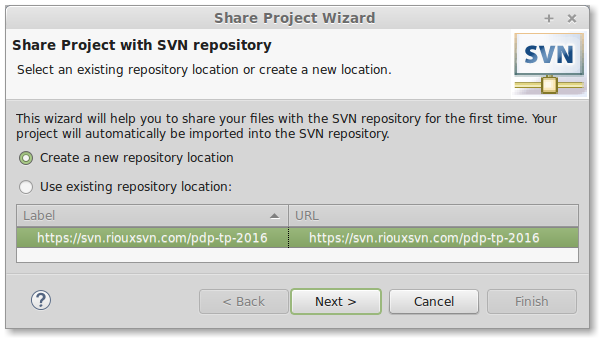 Share Project Wizard
Share Project with SVN repository
Select an existing repository location or create a new location.
SVN
This wizard will help you to share your files with the SVN repository for the first time. Your
project will automatically be imported into the SVN repository.
Create a new repository location
Use existing repository location:
Label URL
https://svn.riouxsvn.com/pdp-tp-2016 https://svn.riouxsvn.com/pdp-tp-2016
? < Back Next > Cancel Finish